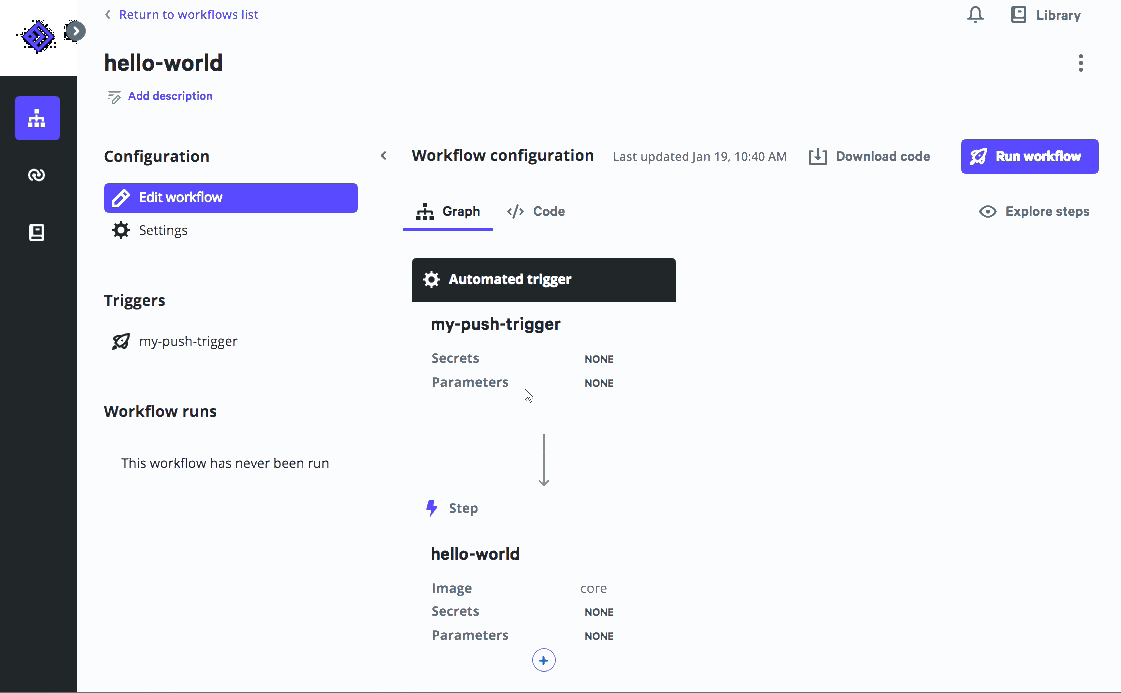 Return to workflows list
Library
hello-world
Add description
Configuration
Edit workflow
Settings
Triggers
my-push-trigger
Workflow runs
This workflow has never been run
Workflow configuration
Last updated Jan 19, 10:40 AM
Download code
Run workflow
Graph
Code
Explore steps
Automated trigger
my-push-trigger
Secrets NONE
Parameters NONE
Step
hello-world
Image core
Secrets NONE
Parameters NONE